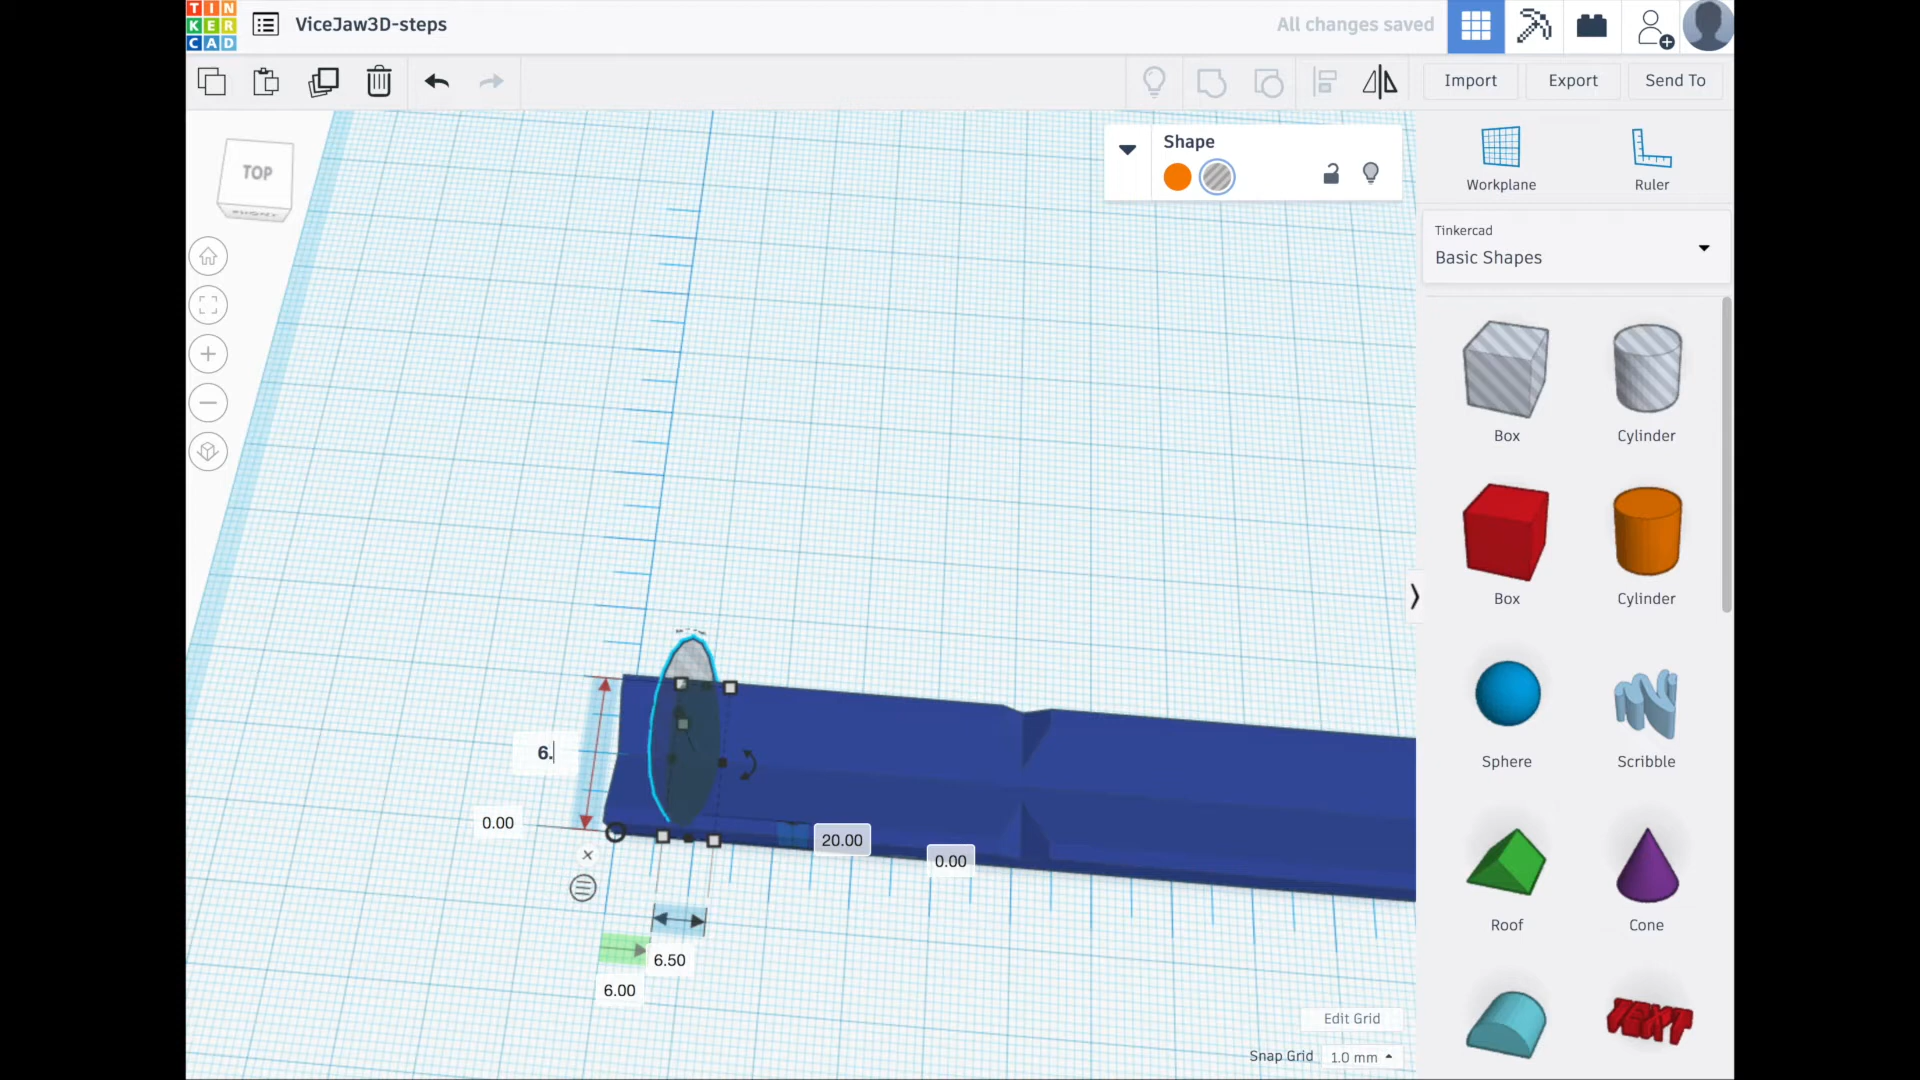 TIN
KER
CAD
ViceJaw3D-steps
All changes saved
Import
Export
Send To
TOP
FRONT
Shape
Workplane
Ruler
Tinkercad
Basic Shapes
Box
Cylinder
Box
Cylinder
Sphere
Scribble
Roof
Cone
TEXT
6.
0.00
20.00
0.00
6.50
6.00
Edit Grid
Snap Grid
1.0 mm